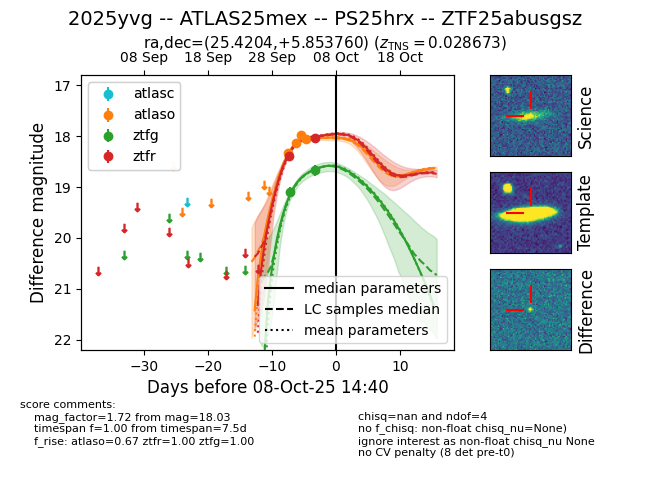 2025yvg -- ATLAS25mex -- PS25hrx -- ZTF25abusgsz
ra,dec=(25.4204,+5.853760) (z_TNS = 0.028673)
08 Sep 18 Sep 28 Sep 08 Oct 18 Oct
17
18
19
20
21
22
Difference magnitude
atlasc
atlaso
ztfg
ztfr
median parameters
LC samples median
mean parameters
−30 −20 −10 0 10
Days before 08-Oct-25 14:40
Science
Template
Difference
score comments:
mag_factor=1.72 from mag=18.03
timespan f=1.00 from timespan=7.5d
f_rise: atlaso=0.67 ztfr=1.00 ztfg=1.00
chisq=nan and ndof=4
no f_chisq: non-float chisq_nu=None)
ignore interest as non-float chisq_nu None
no CV penalty (8 det pre-t0)